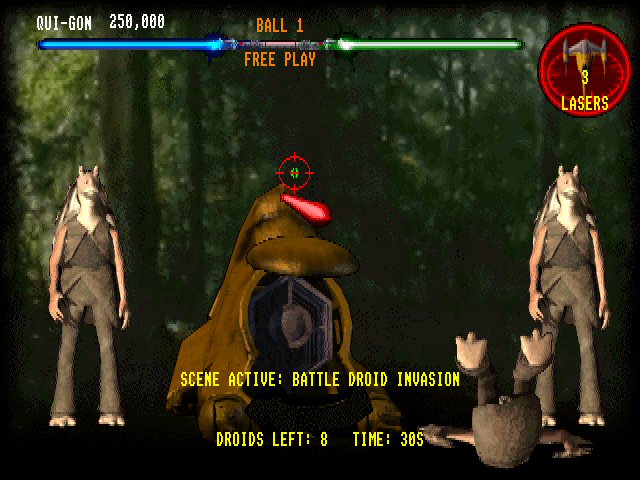 QUI-GON 250,000
BALL 1
FREE PLAY
3
LASERS
SCENE ACTIVE: BATTLE DROID INVASION
DROIDS LEFT: 8 TIME: 30S